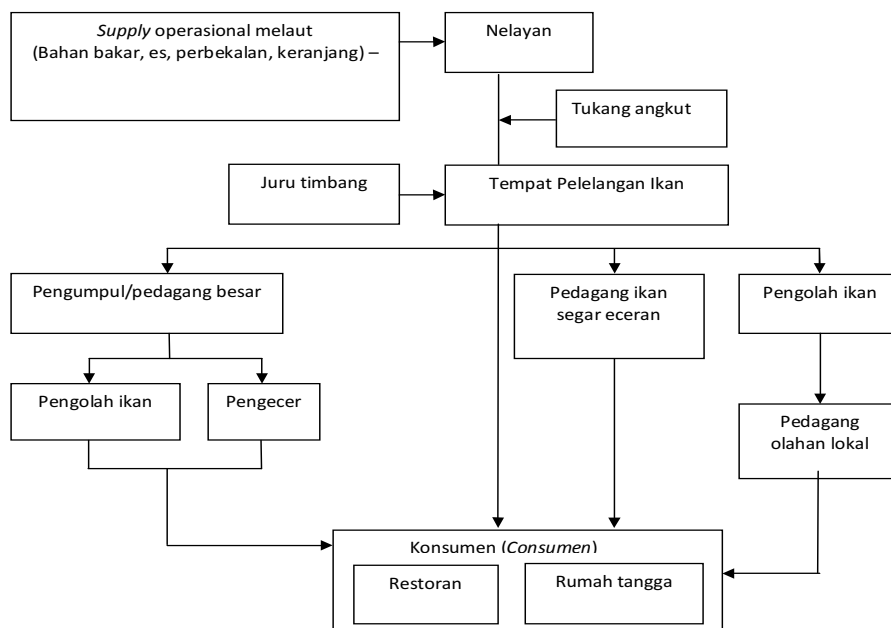 Supply operasional melaut
(Bahan bakar, es, perbekalan, keranjang) –
Nelayan
Tukang angkut
Juru timbang
Tempat Pelelangan Ikan
Pengumpul/pedagang besar
Pedagang ikan
segar eceran
Pengolah ikan
Pengolah ikan
Pengecer
Pedagang
olahan lokal
Konsumen (Consumen)
Restoran
Rumah tangga